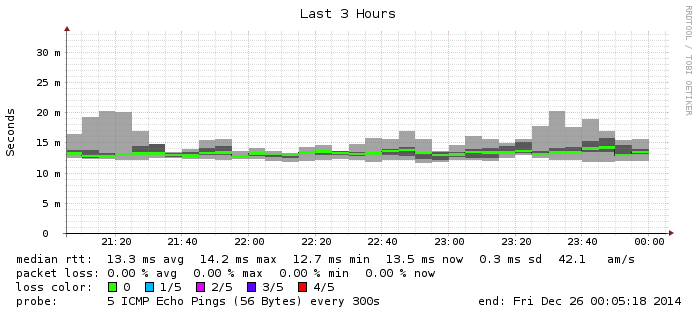 Last 3 Hours
RRDTOOL / TOBI OETIKER
Seconds
30 m
25 m
20 m
15 m
10 m
5 m
0
21:20 21:40 22:00 22:20 22:40 23:00 23:20 23:40 00:00
median rtt: 13.3 ms avg 14.2 ms max 12.7 ms min 13.5 ms now 0.3 ms sd 42.1 am/s
packet loss: 0.00 % avg 0.00 % max 0.00 % min 0.00 % now
loss color: 0 1/5 2/5 3/5 4/5
probe: 5 ICMP Echo Pings (56 Bytes) every 300s end: Fri Dec 26 00:05:18 2014